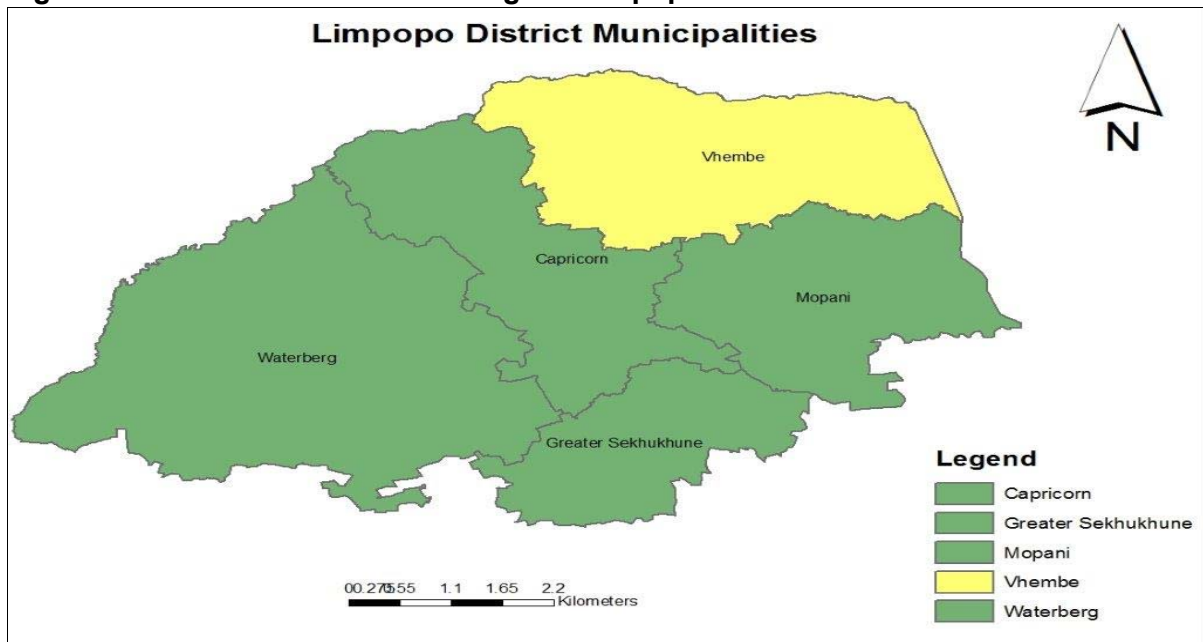 Limpopo District Municipalities
N
Vhembe
Capricorn
Mopani
Waterberg
Greater Sekhukhune
Legend
Capricorn
Greater Sekhukhune
Mopani
Vhembe
Waterberg
1.1 1.65 2.2
Kilometers